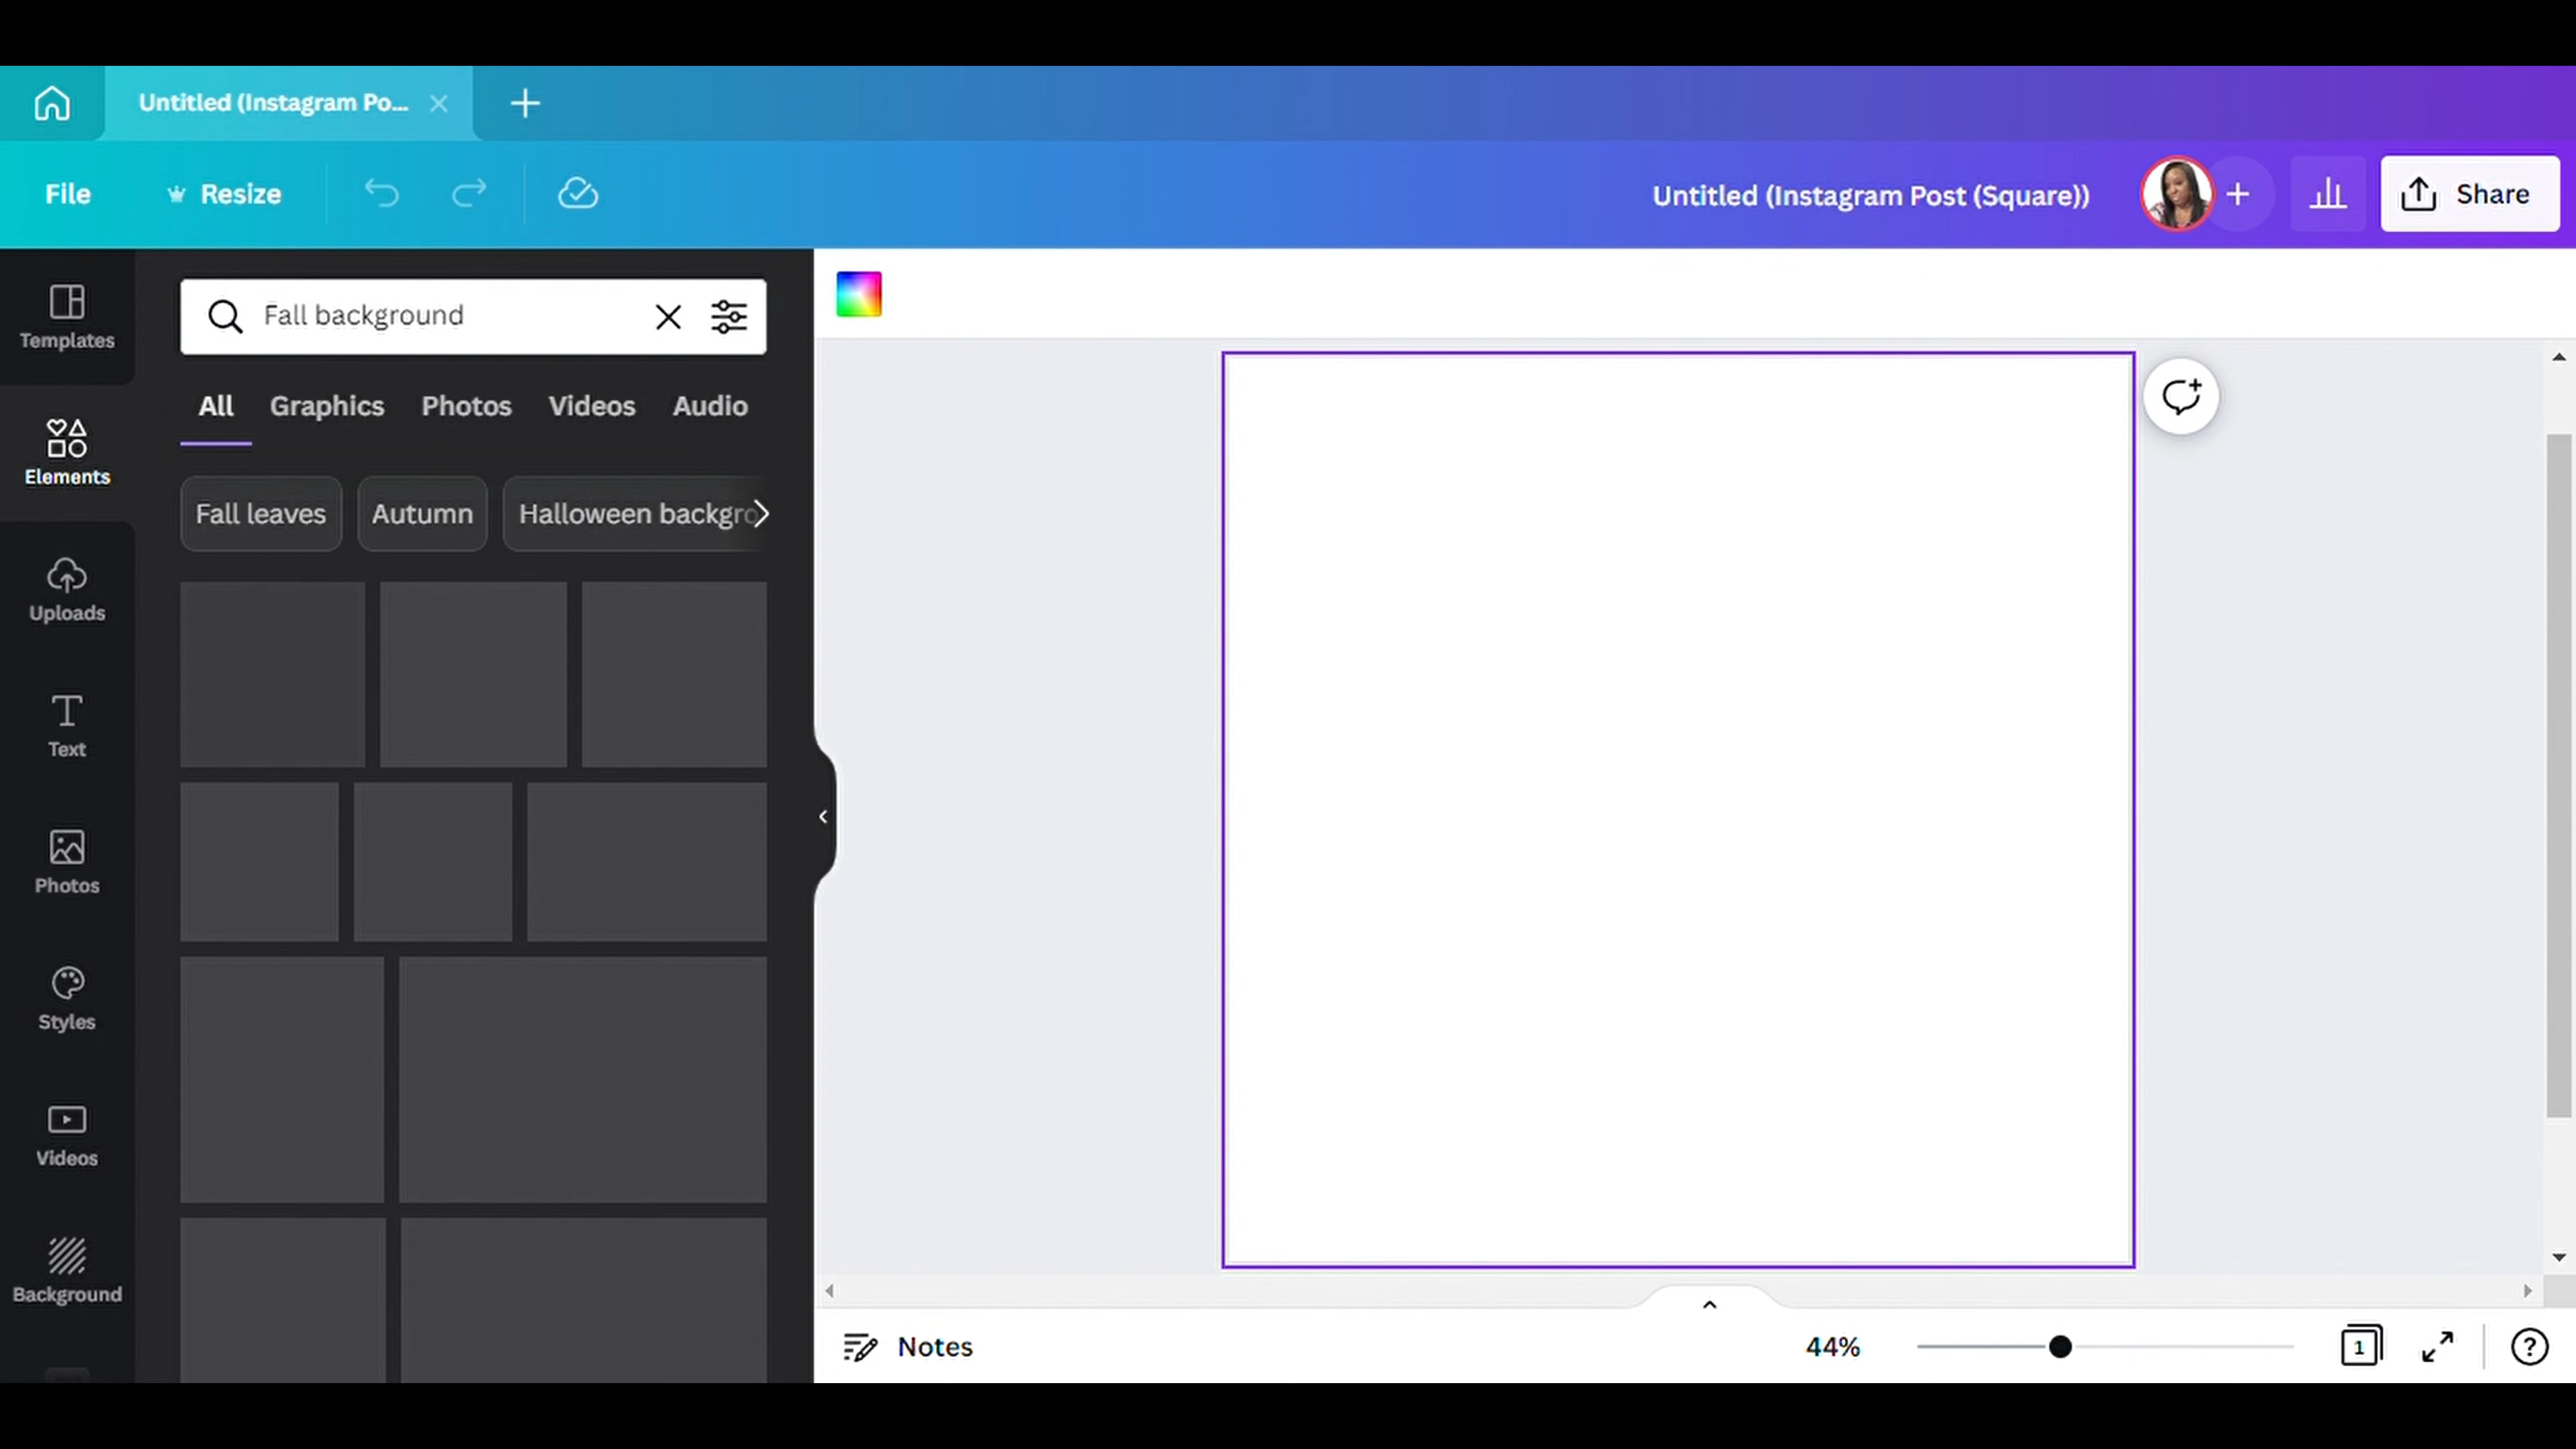 Untitled (Instagram Po...
File
Resize
Untitled (Instagram Post (Square))
Share
Templates
Elements
Uploads
Text
Photos
Styles
Videos
Background
Fall background
All Graphics Photos Videos Audio
Fall leaves Autumn Halloween backgro
Notes
44%
1
?